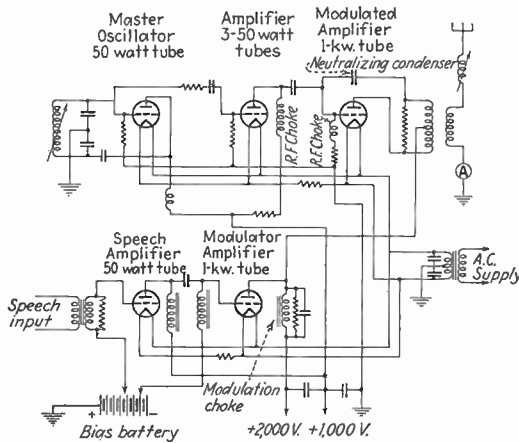 Master
Oscillator
50 watt tube
Amplifier
3-50 watt
tubes
Modulated
Amplifier
1-kw. tube
Neutralizing condenser
R.F. Choke
R.F. Choke
A
Speech
Amplifier
50 watt tube
Modulator
Amplifier
1-kw. tube
A.C.
Supply
Speech
input
Modulation
choke
+ -
Bias battery
+2,000 V. +1,000 V.